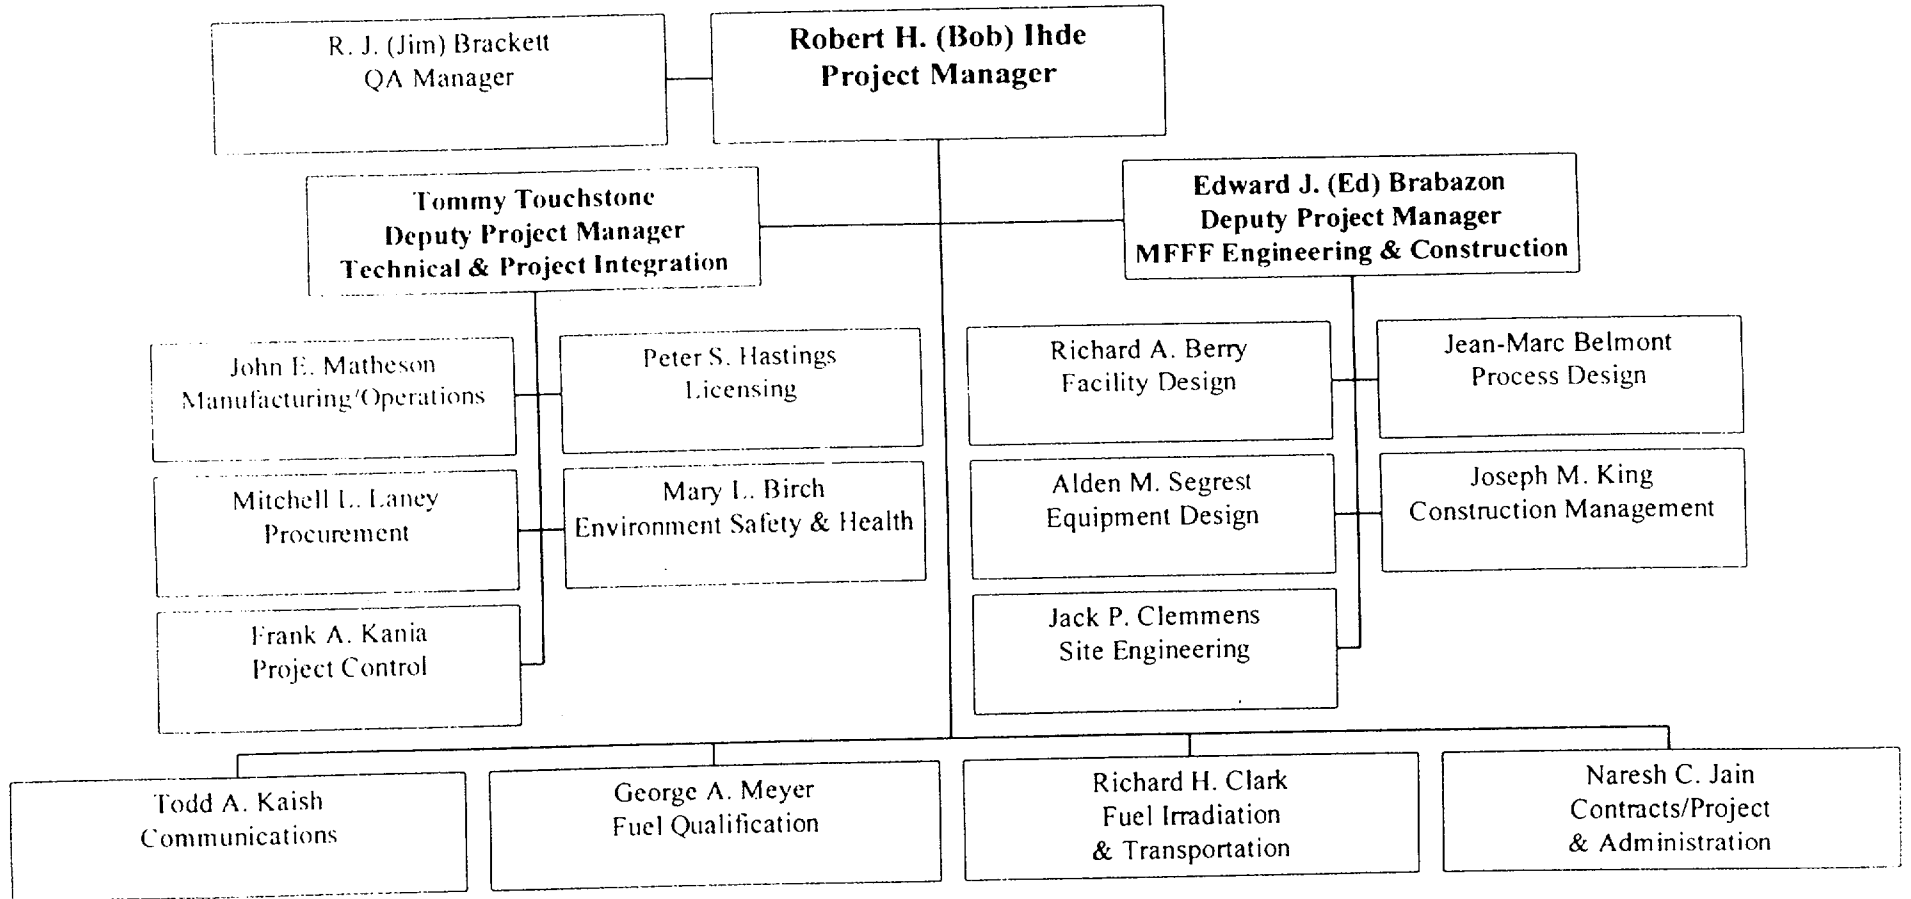 R. J. (Jim) Brackett
QA Manager
Robert H. (Bob) Ihde
Project Manager
Tommy Touchstone
Deputy Project Manager
Technical & Project Integration
Edward J. (Ed) Brabazon
Deputy Project Manager
MFFF Engineering & Construction
John E. Matheson
Manufacturing/Operations
Peter S. Hastings
Licensing
Richard A. Berry
Facility Design
Jean-Marc Belmont
Process Design
Mitchell L. Laney
Procurement
Mary L. Birch
Environment Safety & Health
Alden M. Segrest
Equipment Design
Joseph M. King
Construction Management
Frank A. Kania
Project Control
Jack P. Clemmens
Site Engineering
Todd A. Kaish
Communications
George A. Meyer
Fuel Qualification
Richard H. Clark
Fuel Irradiation
& Transportation
Naresh C. Jain
Contracts/Project
& Administration